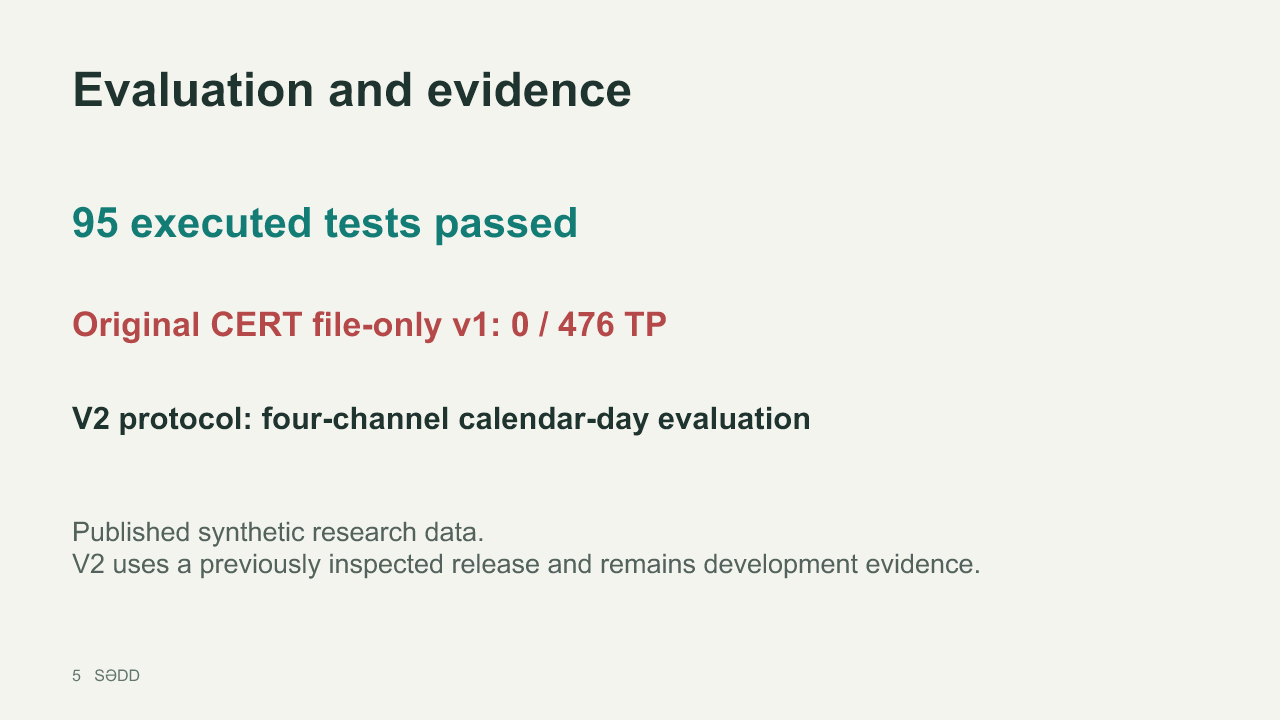 Evaluation and evidence
95 executed tests passed
Original CERT file-only v1: 0 / 476 TP
V2 protocol: four-channel calendar-day evaluation
Published synthetic research data.
V2 uses a previously inspected release and remains development evidence.
5 SƏDD